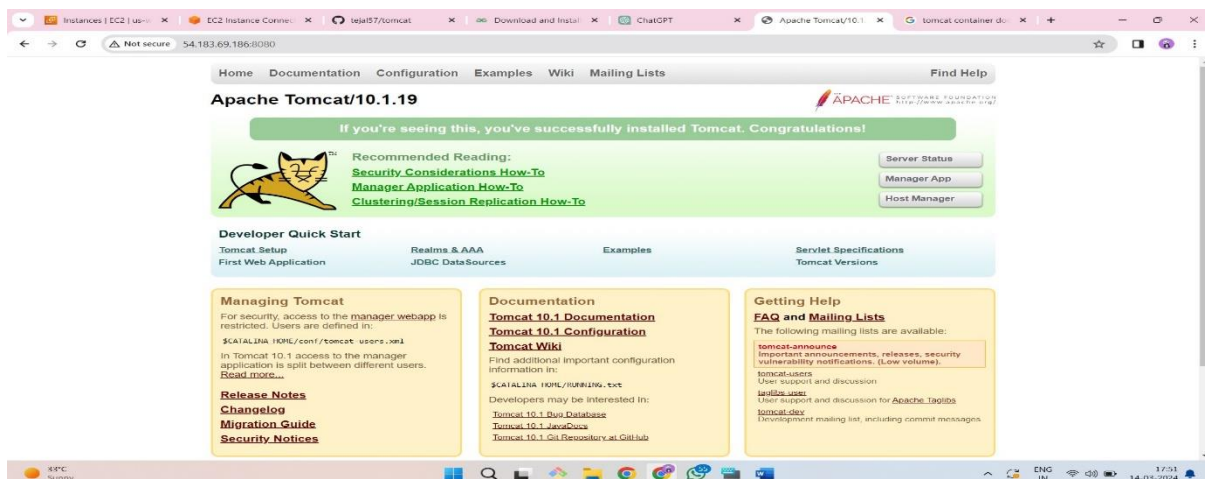 Instances | EC2 | us-
EC2 Instance Connec
tejal57/tomcat
Download and Instal
ChatGPT
Apache Tomcat/10.1
tomcat container do
Not secure 54.183.69.186:8080
Home Documentation Configuration Examples Wiki Mailing Lists Find Help
Apache Tomcat/10.1.19
APACHE SOFTWARE FOUNDATION
http://www.apache.org/
If you're seeing this, you've successfully installed Tomcat. Congratulations!
TM
Recommended Reading:
Security Considerations How-To
Manager Application How-To
Clustering/Session Replication How-To
Server Status
Manager App
Host Manager
Developer Quick Start
Tomcat Setup
First Web Application
Realms & AAA
JDBC DataSources
Examples
Servlet Specifications
Tomcat Versions
Managing Tomcat
For security, access to the manager webapp is
restricted. Users are defined in:
$CATALINA_HOME/conf/tomcat-users.xml
In Tomcat 10.1 access to the manager
application is split between different users.
Read more...
Release Notes
Changelog
Migration Guide
Security Notices
Documentation
Tomcat 10.1 Documentation
Tomcat 10.1 Configuration
Tomcat Wiki
Find additional important configuration
information in:
$CATALINA_HOME/RUNNING.txt
Developers may be interested in:
Tomcat 10.1 Bug Database
Tomcat 10.1 JavaDocs
Tomcat 10.1 Git Repository at GitHub
Getting Help
FAQ and Mailing Lists
The following mailing lists are available:
tomcat-announce
Important announcements, releases, security
vulnerability notifications. (Low volume).
tomcat-users
User support and discussion
taglibs-user
User support and discussion for Apache Taglibs
tomcat-dev
Development mailing list, including commit messages
33°C
Sunny
55
ENG
IN
17:51
14-03-2024